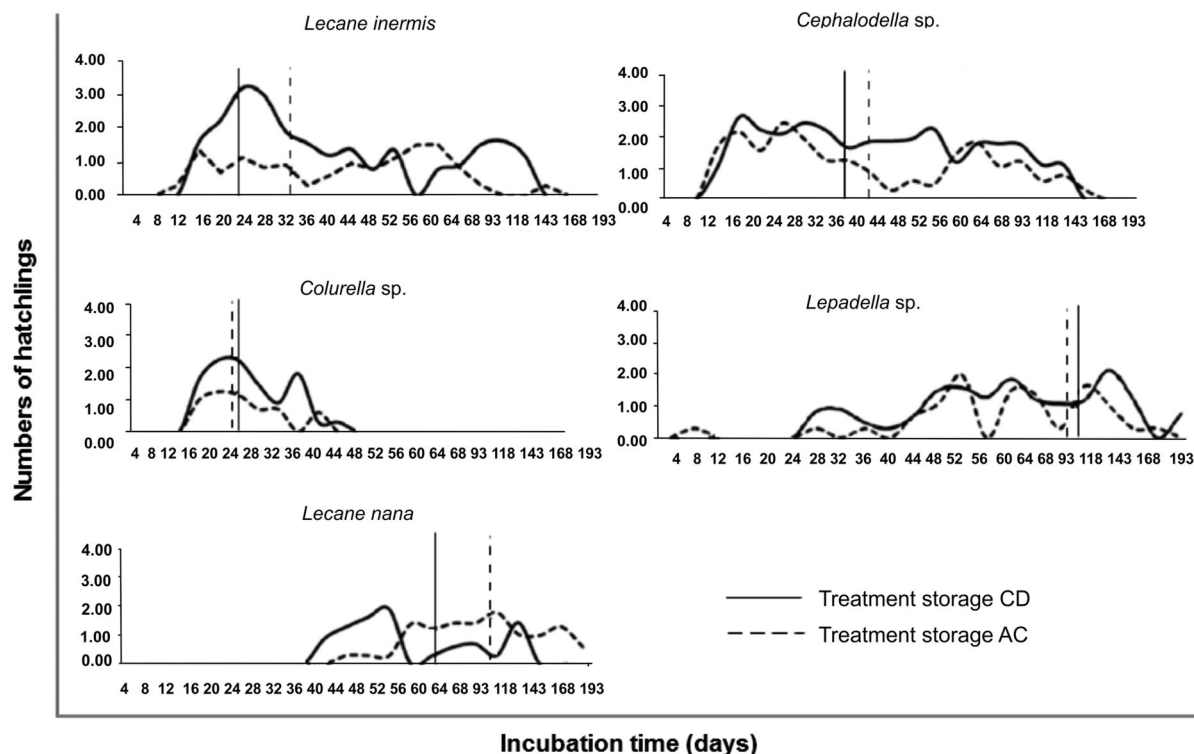 Numbers of hatchlings
Lecane inermis
4.00
3.00
2.00
1.00
0.00
4 8 12 16 20 24 28 32 36 40 44 48 52 56 60 64 68 93 118 143 168 193
Cephalodella sp.
4.00
3.00
2.00
1.00
0.00
4 8 12 16 20 24 28 32 36 40 44 48 52 56 60 64 68 93 118 143 168 193
Colurella sp.
4.00
3.00
2.00
1.00
0.00
4 8 12 16 20 24 28 32 36 40 44 48 52 56 60 64 68 93 118 143 168 193
Lepadella sp.
4.00
3.00
2.00
1.00
0.00
4 8 12 16 20 24 28 32 36 40 44 48 52 56 60 64 68 93 118 143 168 193
Lecane nana
4.00
3.00
2.00
1.00
0.00
4 8 12 16 20 24 28 32 36 40 44 48 52 56 60 64 68 93 118 143 168 193
Treatment storage CD
Treatment storage AC
Incubation time (days)